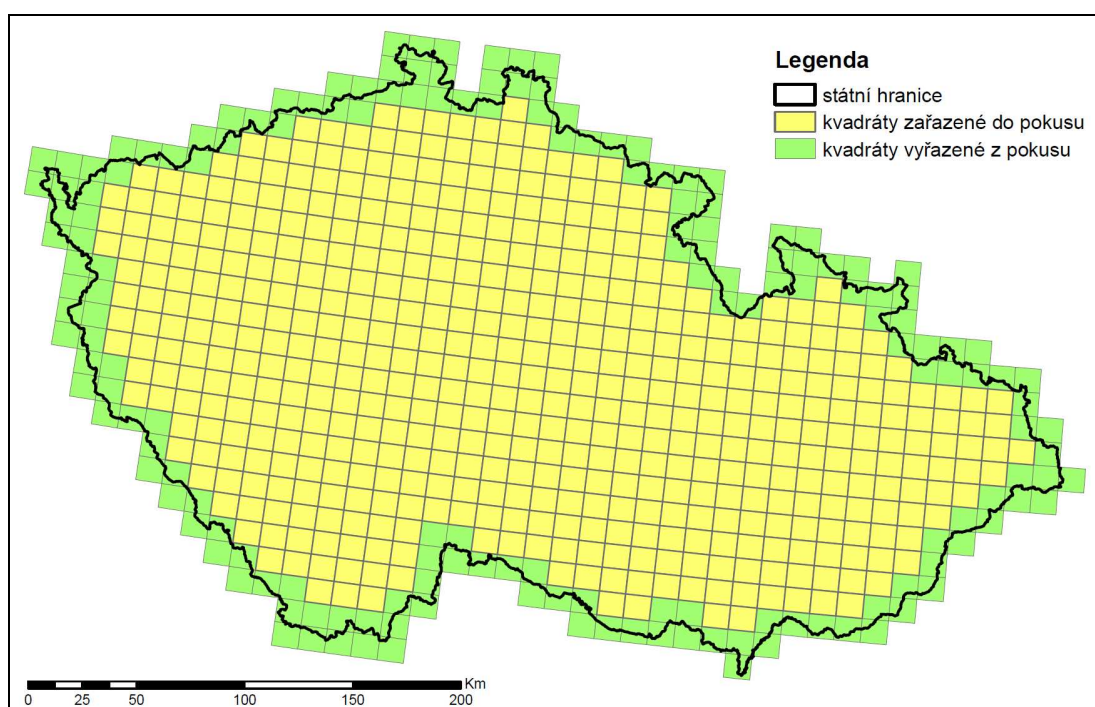 Legenda
státní hranice
kvadráty zařazené do pokusu
kvadráty vyřazené z pokusu
Km
0 25 50 100 150 200